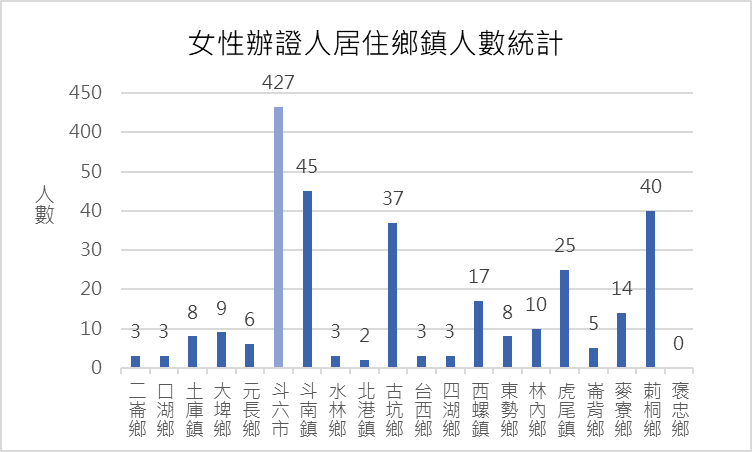 女性辦證人居住鄉鎮人數統計
人數
450
400
50
40
30
20
10
0
3
3
8
9
6
427
45
3
2
37
3
3
17
8
10
25
5
14
40
0
二崙鄉
口湖鄉
土庫鎮
大埤鄉
元長鄉
斗六市
斗南鎮
水林鄉
北港鎮
古坑鄉
台西鄉
四湖鄉
西螺鎮
東勢鄉
林內鄉
虎尾鎮
崙背鄉
麥寮鄉
莿桐鄉
褒忠鄉